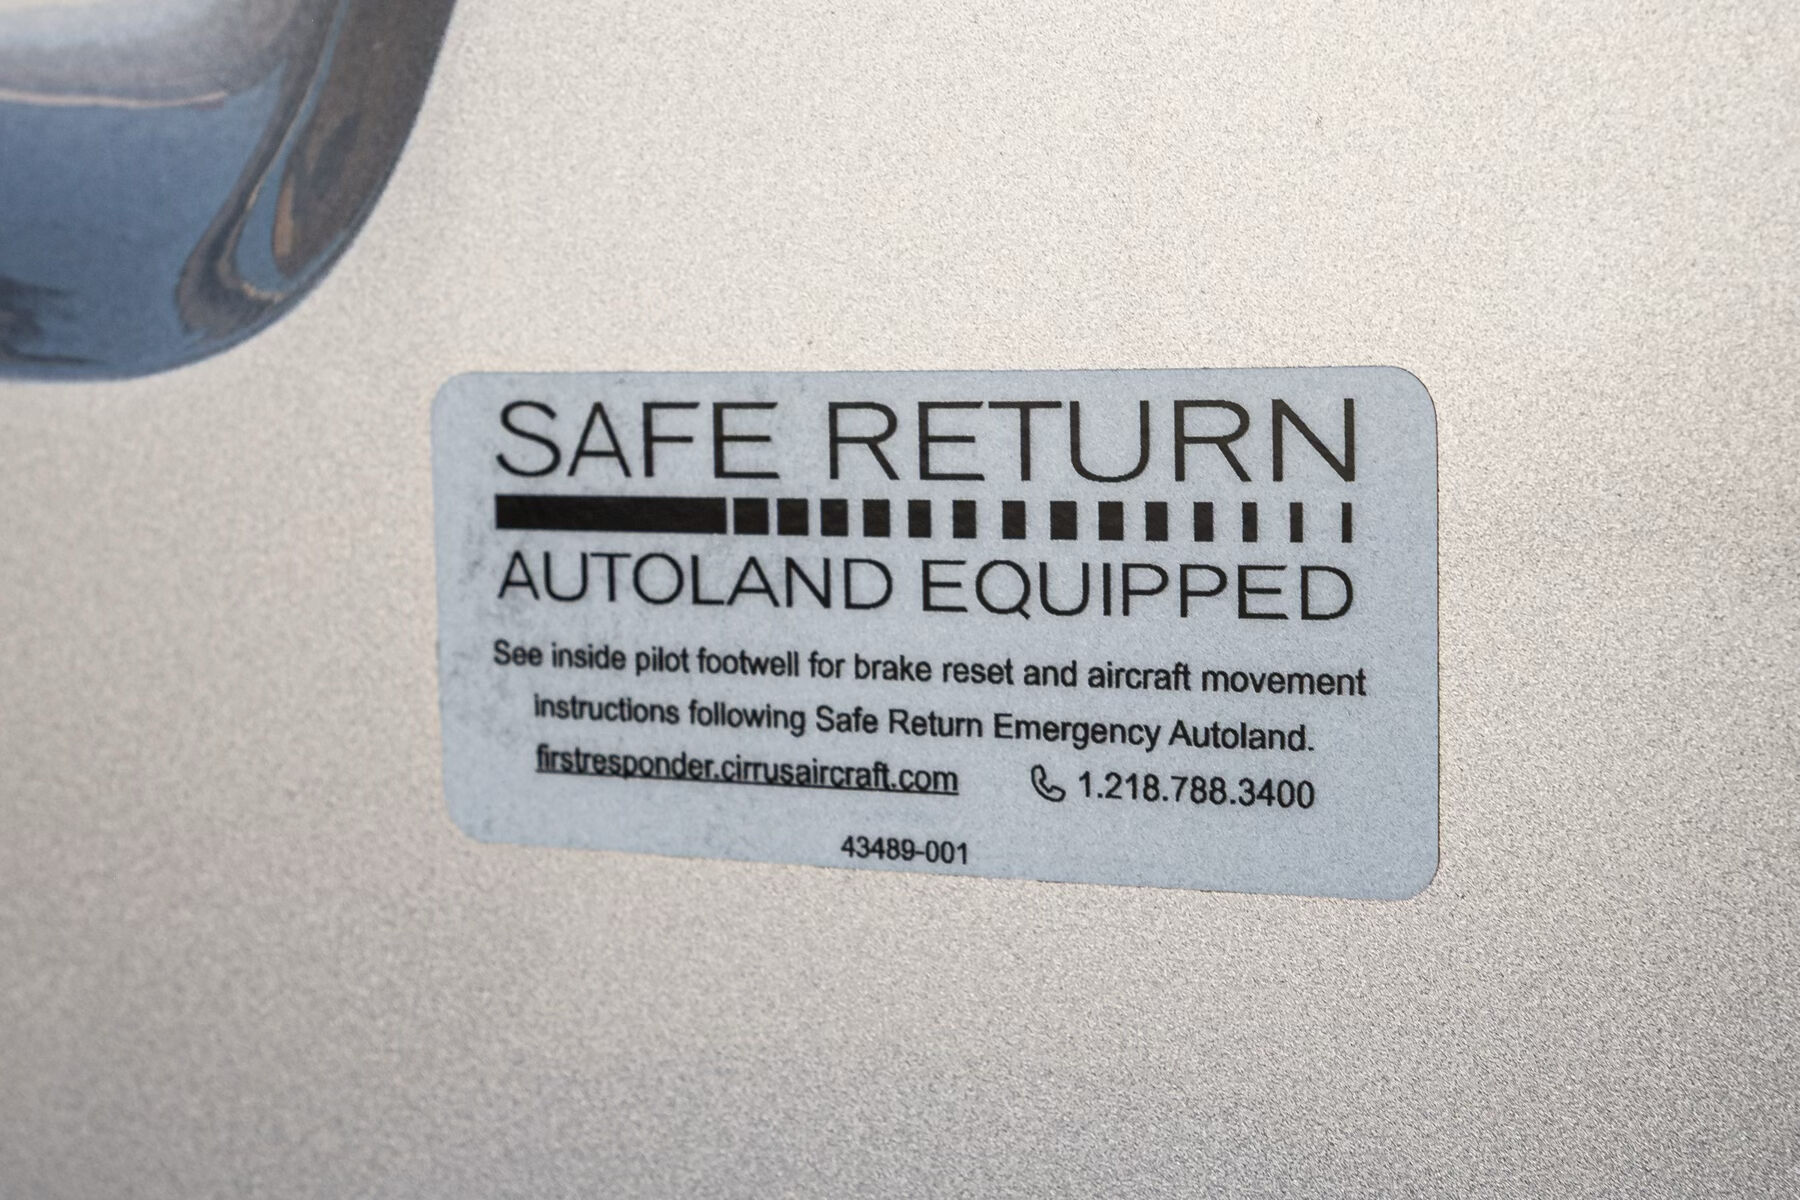 SAFE RETURN
AUTOLAND EQUIPPED
See inside pilot footwell for brake reset and aircraft movement
instructions following Safe Return Emergency Autoland.
firstresponder.cirrusaircraft.com 1.218.788.3400
43489-001